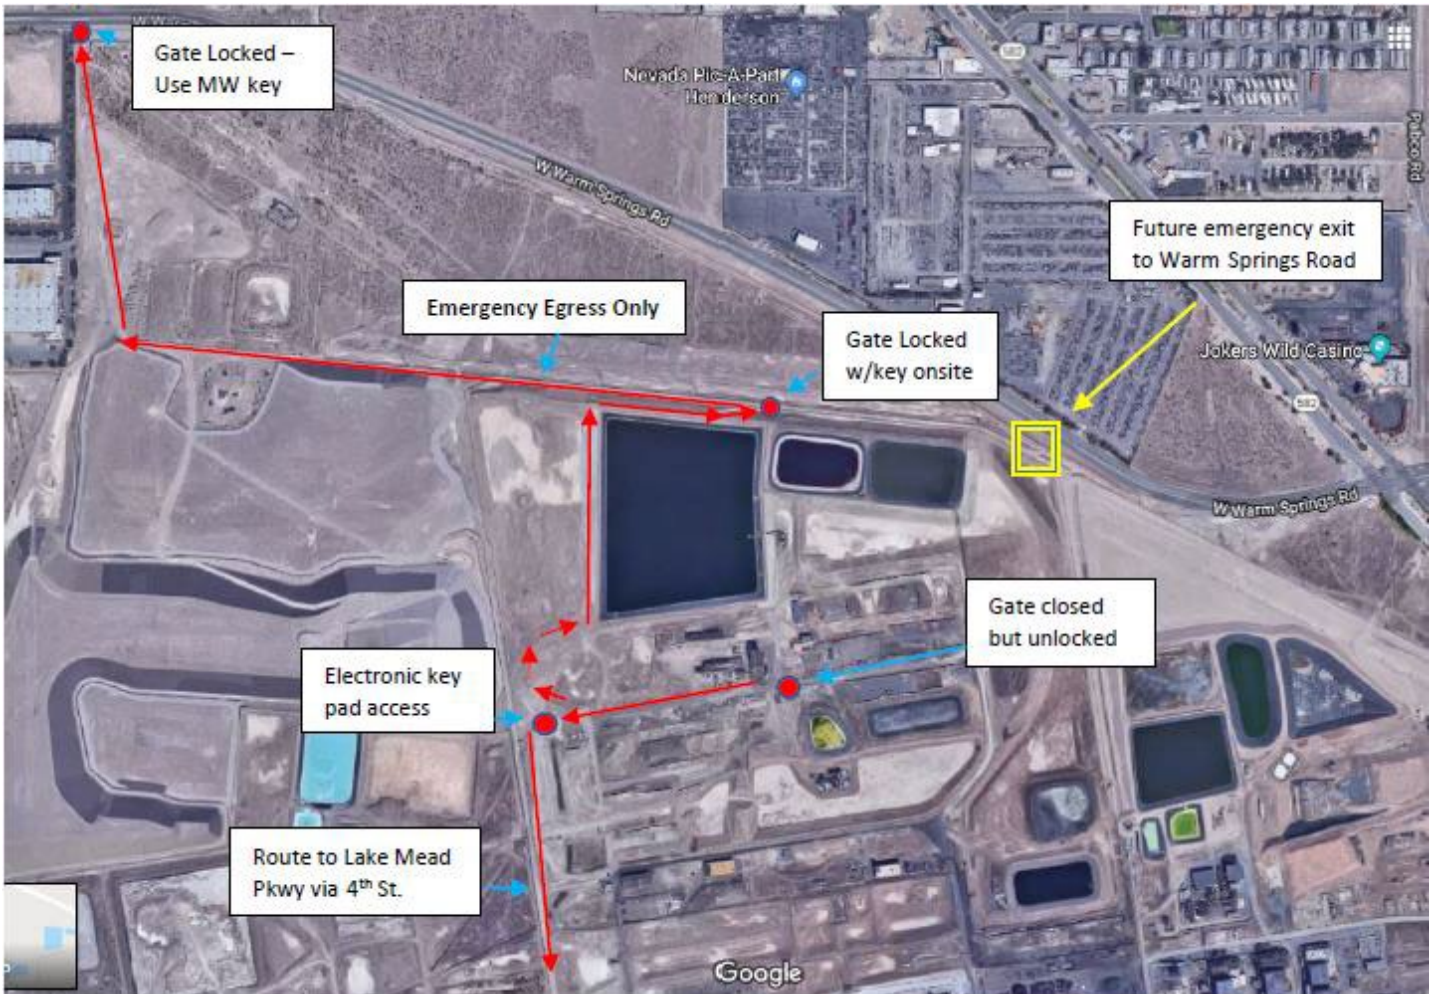 W W
Gate Locked –
Use MW key
Nevada Pic-A-Part
Henderson
582
Pabco Rd
W Warm Springs Rd
Future emergency exit
to Warm Springs Road
Emergency Egress Only
Gate Locked
w/key onsite
Jokers Wild Casino
582
W Warm Springs Rd
Gate closed
but unlocked
Electronic key
pad access
Route to Lake Mead
Pkwy via 4th St.
Google